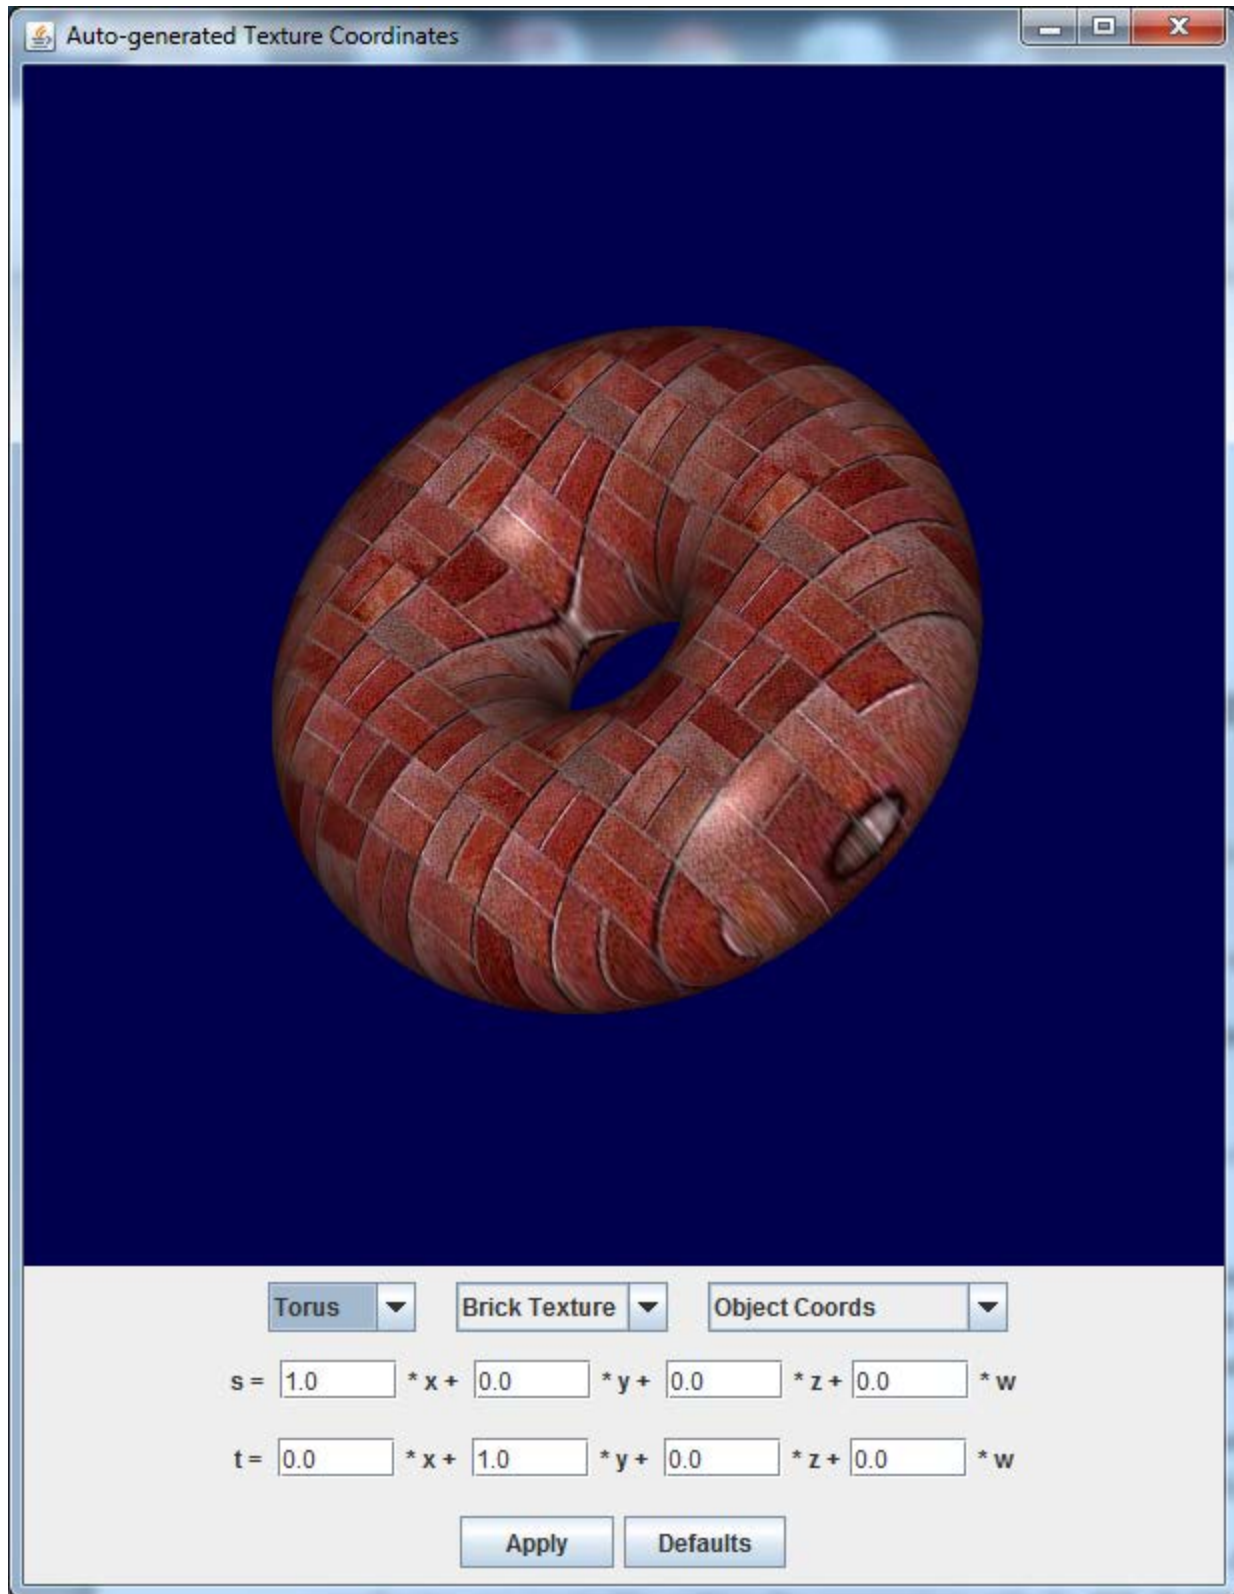 Auto-generated Texture Coordinates
Torus Brick Texture Object Coords
s = 1.0 * x + 0.0 * y + 0.0 * z + 0.0 * w
t = 0.0 * x + 1.0 * y + 0.0 * z + 0.0 * w
Apply Defaults